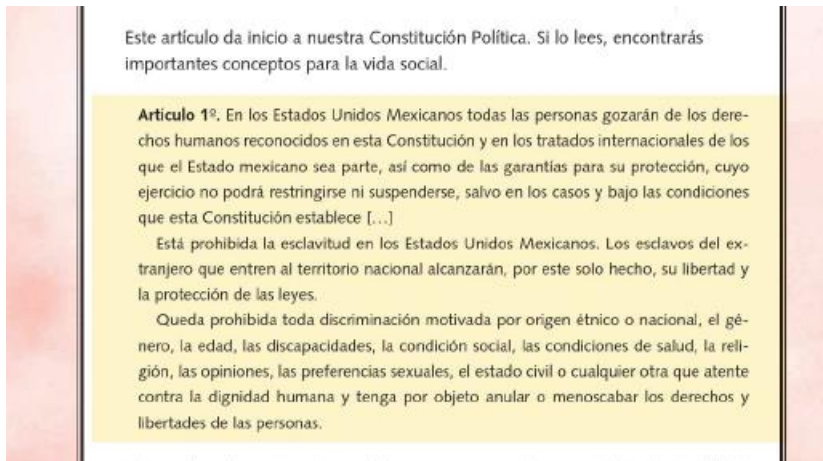 Este artículo da inicio a nuestra Constitución Política. Si lo lees, encontrarás
importantes conceptos para la vida social.
Artículo 1º. En los Estados Unidos Mexicanos todas las personas gozarán de los dere-
chos humanos reconocidos en esta Constitución y en los tratados internacionales de los
que el Estado mexicano sea parte, así como de las garantías para su protección, cuyo
ejercicio no podrá restringirse ni suspenderse, salvo en los casos y bajo las condiciones
que esta Constitución establece [...]
Está prohibida la esclavitud en los Estados Unidos Mexicanos. Los esclavos del ex-
tranjero que entren al territorio nacional alcanzarán, por este solo hecho, su libertad y
la protección de las leyes.
Queda prohibida toda discriminación motivada por origen étnico o nacional, el gé-
nero, la edad, las discapacidades, la condición social, las condiciones de salud, la reli-
gión, las opiniones, las preferencias sexuales, el estado civil o cualquier otra que atente
contra la dignidad humana y tenga por objeto anular o menoscabar los derechos y
libertades de las personas.